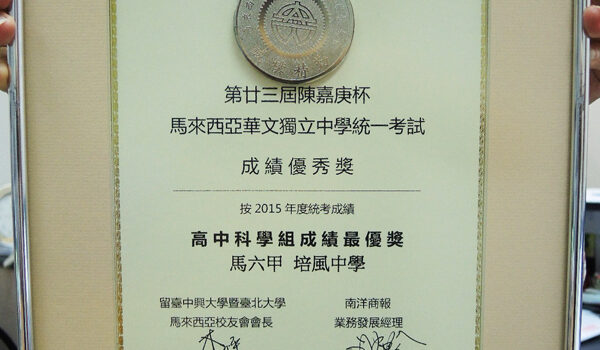 第廿三屆陳嘉庚杯
馬來西亞華文獨立中學統一考試
成績優秀獎
按 2015 年度統考成績
高中科學組成績最優獎
馬六甲 培風中學
留臺中興大學暨臺北大學
馬來西亞校友會會長
南洋商報
業務發展經理